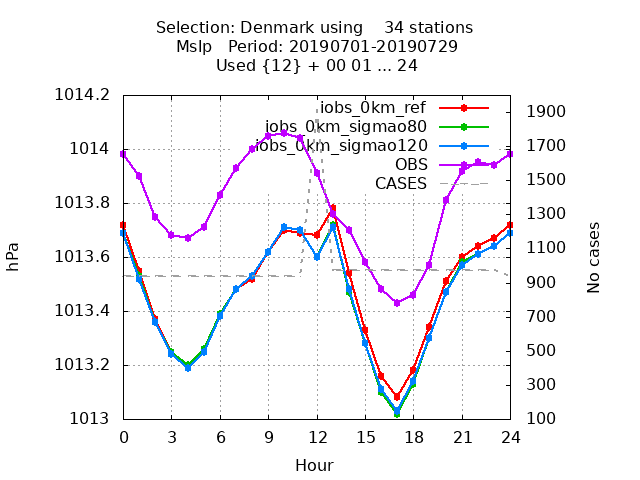 Selection: Denmark using 34 stations
Mslp Period: 20190701-20190729
Used {12} + 00 01 ... 24
1014.2
1014
1013.8
1013.6
1013.4
1013.2
1013
hPa
iobs_0km_ref
iobs_0km_sigmao80
iobs_0km_sigmao120
OBS
CASES
1900
1700
1500
1300
1100
900
700
500
300
100
No cases
0 3 6 9 12 15 18 21 24
Hour